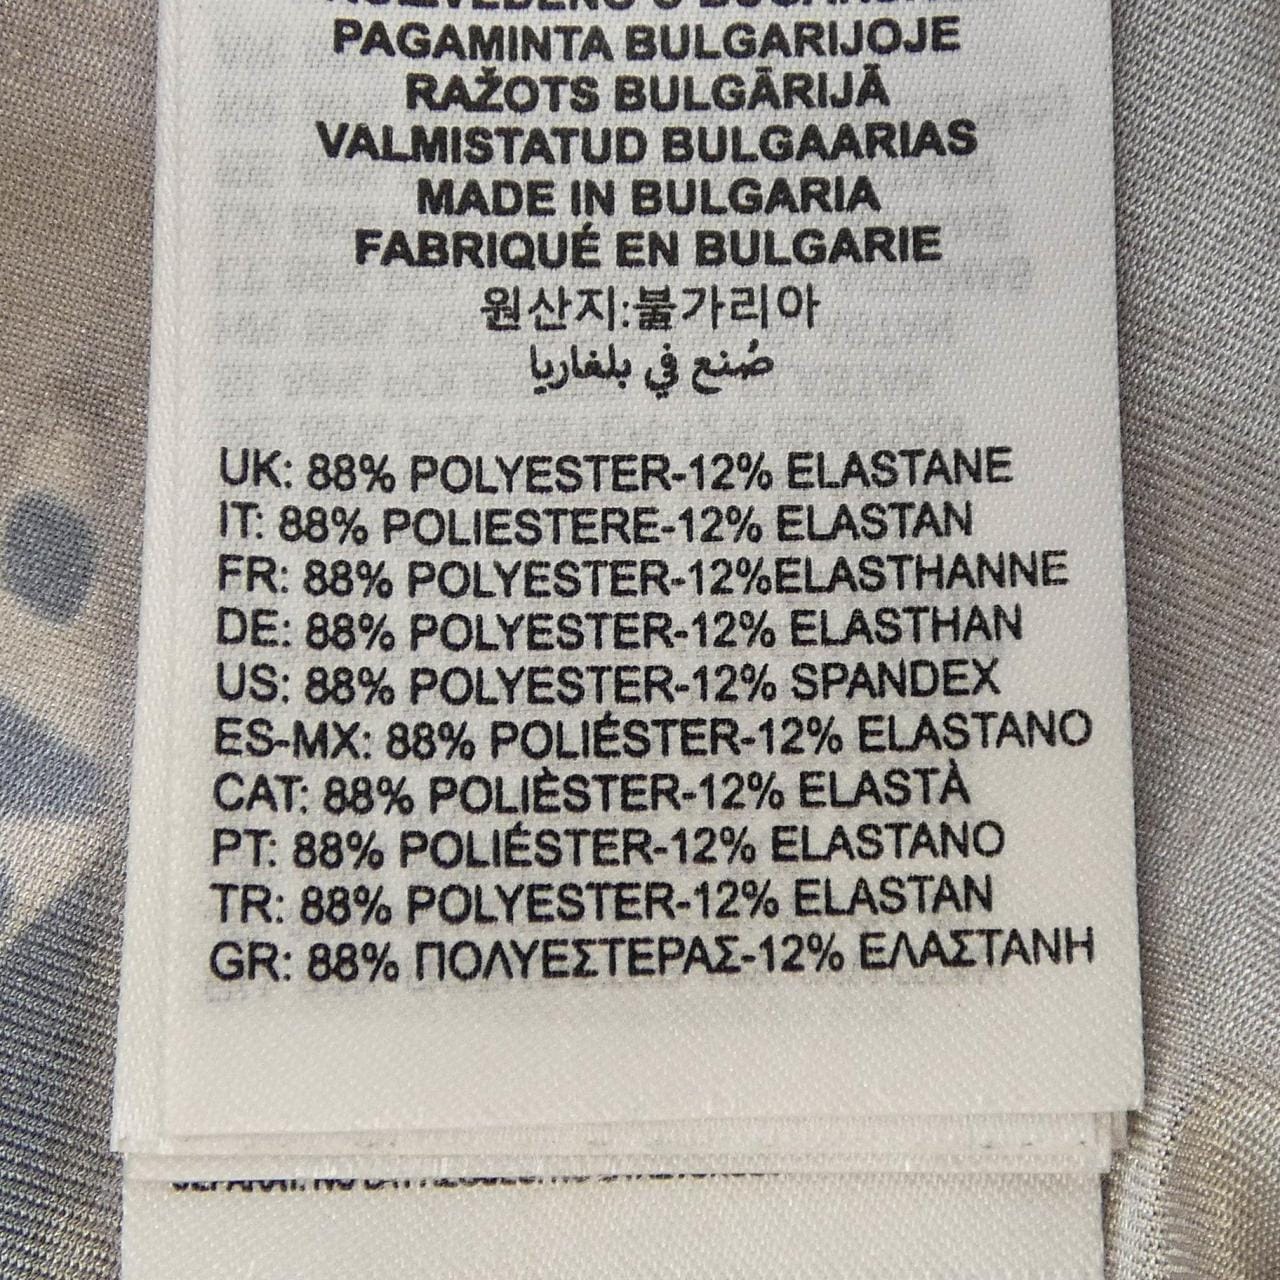 PAGAMINTA BULGARIJOJE
RAŽOTS BULGĀRIJĀ
VALMISTATUD BULGAARIAS
MADE IN BULGARIA
FABRIQUÉ EN BULGARIE
원산지:불가리아
صُنع في بلغاريا
UK: 88% POLYESTER-12% ELASTANE
IT: 88% POLIESTERE-12% ELASTAN
FR: 88% POLYESTER-12%ELASTHANNE
DE: 88% POLYESTER-12% ELASTHAN
US: 88% POLYESTER-12% SPANDEX
ES-MX: 88% POLIÉSTER-12% ELASTANO
CAT: 88% POLIÈSTER-12% ELASTÀ
PT: 88% POLIÉSTER-12% ELASTANO
TR: 88% POLYESTER-12% ELASTAN
GR: 88% ΠΟΛΥΕΣΤΕΡΑΣ-12% ΕΛΑΣΤΑΝΗ